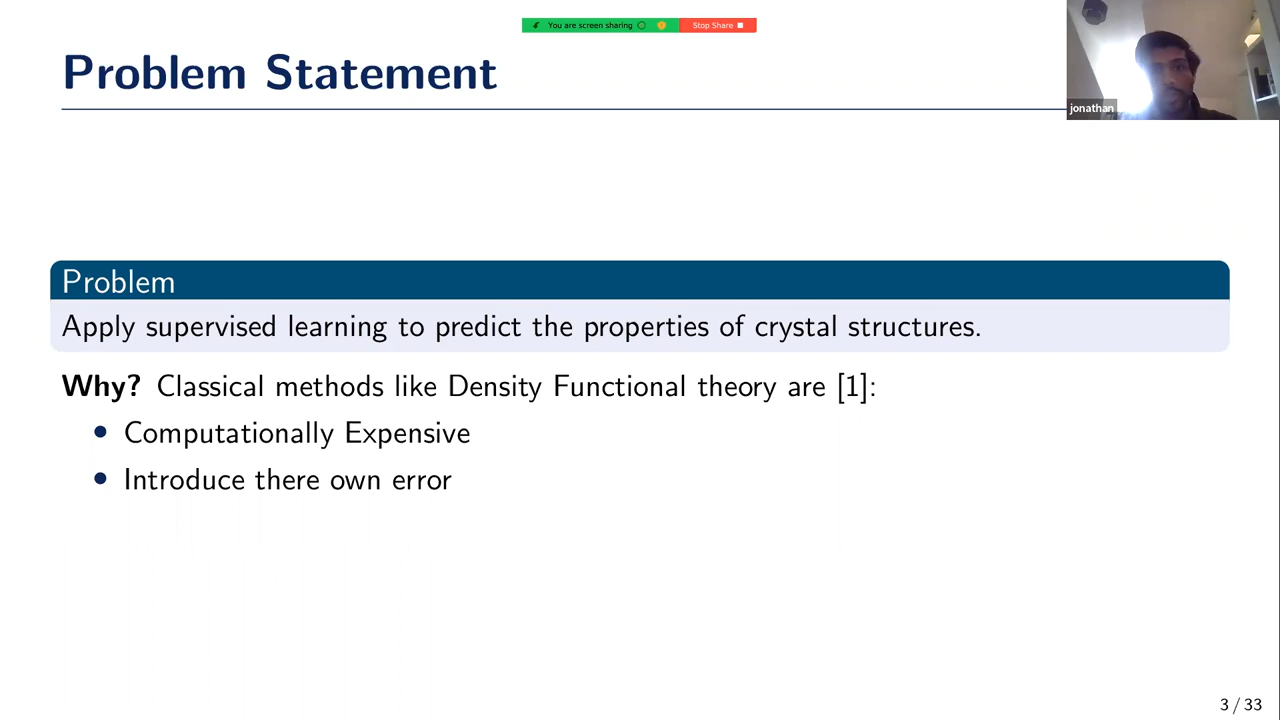 You are screen sharing
Stop Share
Problem Statement
jonathan
Problem
Apply supervised learning to predict the properties of crystal structures.
Why? Classical methods like Density Functional theory are [1]:
• Computationally Expensive
• Introduce there own error
3 / 33